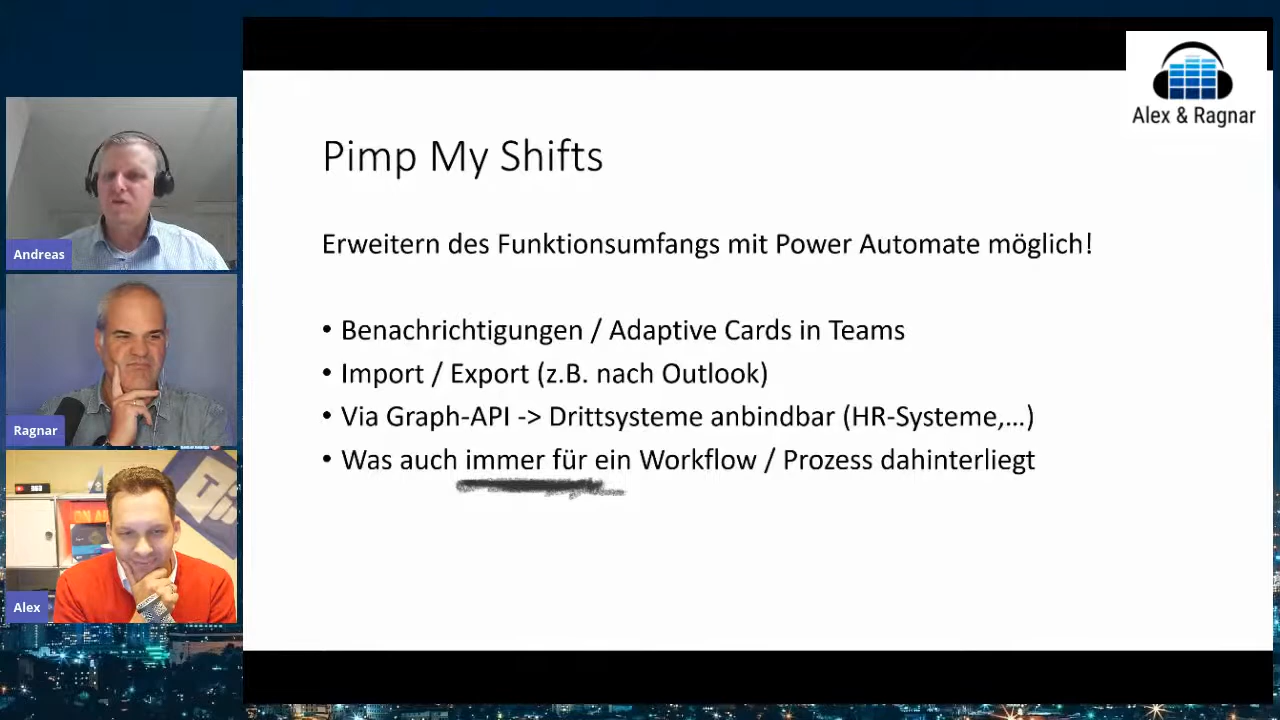 Alex & Ragnar
Pimp My Shifts
Erweitern des Funktionsumfangs mit Power Automate möglich!
• Benachrichtigungen / Adaptive Cards in Teams
• Import / Export (z.B. nach Outlook)
• Via Graph-API -> Drittsysteme anbindbar (HR-Systeme,...)
• Was auch immer für ein Workflow / Prozess dahinterliegt
Andreas
Ragnar
Alex